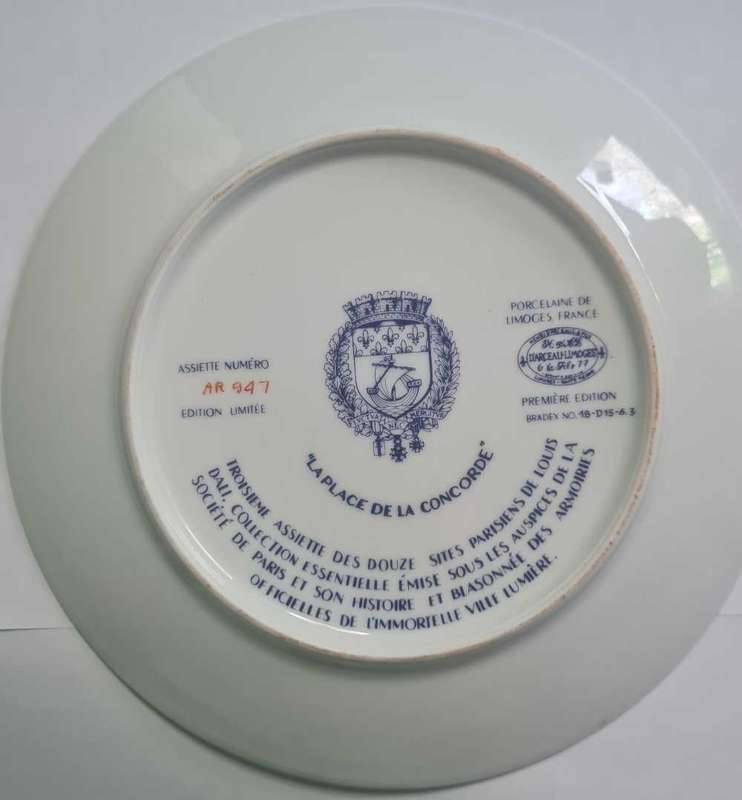 ASSIETTE NUMÉRO
AR 947
EDITION LIMITÉE
PORCELAINE DE
LIMOGES, FRANCE
D'ARCEAU-LIMOGES
PREMIÈRE EDITION
BRADEX NO. 18-D15-6.3
"LA PLACE DE LA CONCORDE"
TROISIEME ASSIETTE DES DOUZE SITES PARISIENS DE LOUIS
DALI, COLLECTION ESSENTIELLE ÉMISE SOUS LES AUSPICES DE LA
SOCIÉTÉ DE PARIS ET SON HISTOIRE ET BLASONNÉE DES ARMOIRIES
OFFICIELLES DE L'IMMORTELLE VILLE LUMIÈRE.